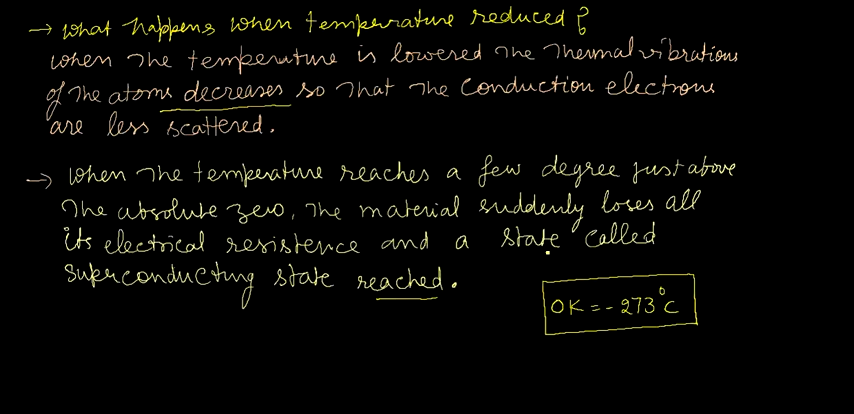 → what happens when temperature reduced?
when the temperature is lowered the thermal vibrations
of the atoms decreases so that the conduction electrons
are less scattered.
→ when the temperature reaches a few degree just above
the absolute zero, the material suddenly loses all
its electrical resistence and a state called
superconducting state reached.
OK = - 273°C